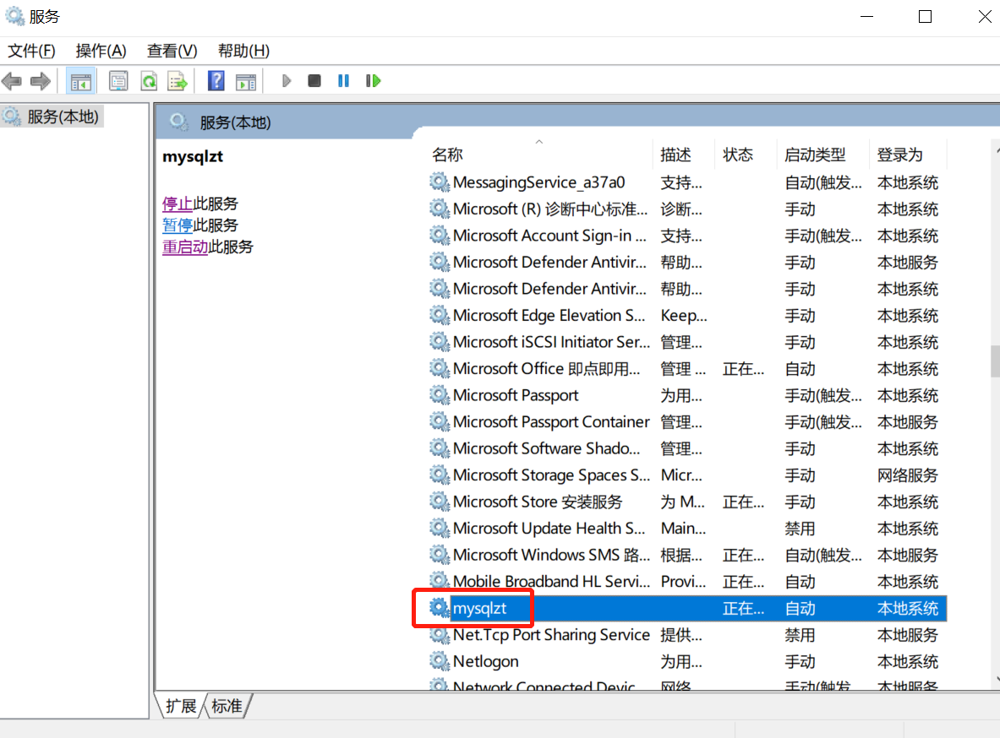 服务
文件(F) 操作(A) 查看(V) 帮助(H)
服务(本地)
服务(本地)
mysqlzt
停止此服务
暂停此服务
重启动此服务
名称 描述 状态 启动类型 登录为
MessagingService_a37a0 支持... 自动(触发... 本地系统
Microsoft (R) 诊断中心标准... 诊断... 手动 本地系统
Microsoft Account Sign-in ... 支持... 手动(触发... 本地系统
Microsoft Defender Antivir... 帮助... 手动 本地服务
Microsoft Defender Antivir... 帮助... 手动 本地系统
Microsoft Edge Elevation S... Keep... 手动 本地系统
Microsoft iSCSI Initiator Ser... 管理... 手动 本地系统
Microsoft Office 即点即用... 管理 ... 正在... 自动 本地系统
Microsoft Passport 为用... 手动(触发... 本地系统
Microsoft Passport Container 管理... 手动(触发... 本地服务
Microsoft Software Shado... 管理... 手动 本地系统
Microsoft Storage Spaces S... Micr... 手动 网络服务
Microsoft Store 安装服务 为 M... 正在... 手动 本地系统
Microsoft Update Health S... Main... 禁用 本地系统
Microsoft Windows SMS 路... 根据... 正在... 自动(触发... 本地服务
Mobile Broadband HL Servi... Provi... 正在... 自动 本地系统
mysqlzt 正在... 自动 本地系统
Net.Tcp Port Sharing Service 提供... 禁用 本地服务
Netlogon 为用... 手动 本地系统
Network Connected Devic... 网络... 手动(触发... 本地服务
扩展 标准